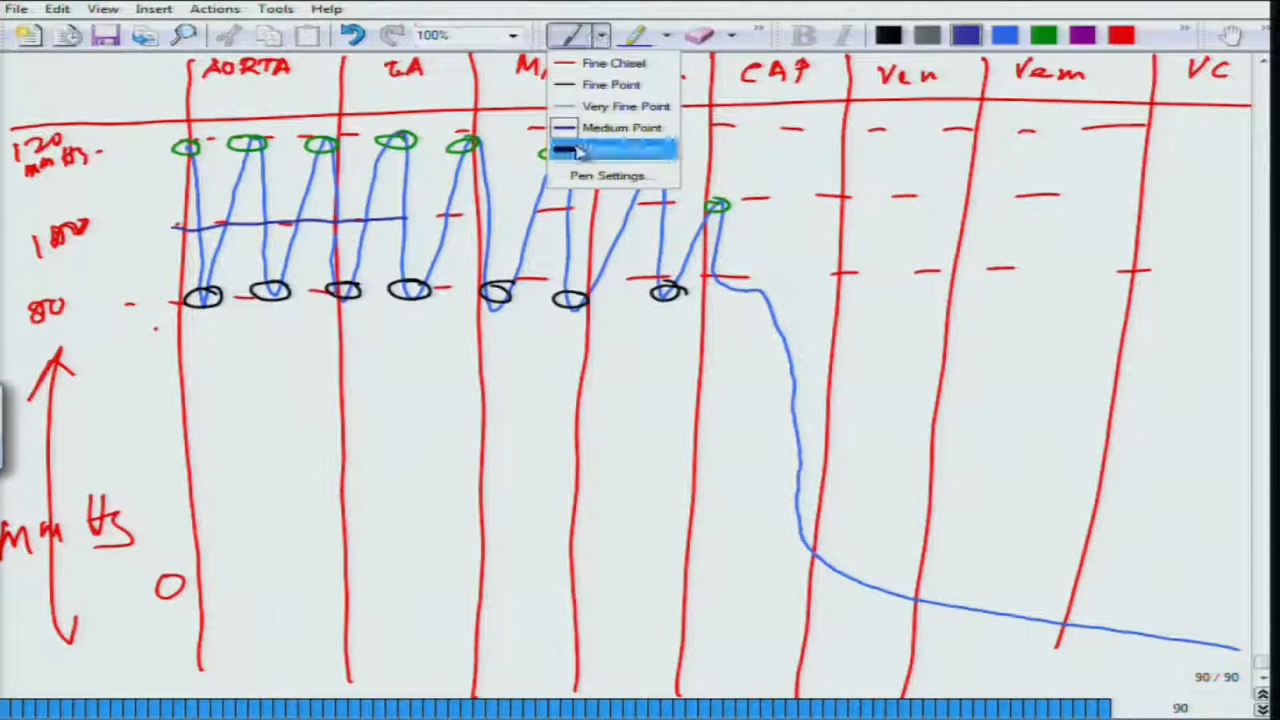 File Edit View Insert Actions Tools Help
100%
Fine Chisel
Fine Point
Very Fine Point
Medium Point
Pen Settings...
AORTA LA M CAP Ven Vem VC
120
mm Hg
100
80
mm Hg
0
90 / 90
90